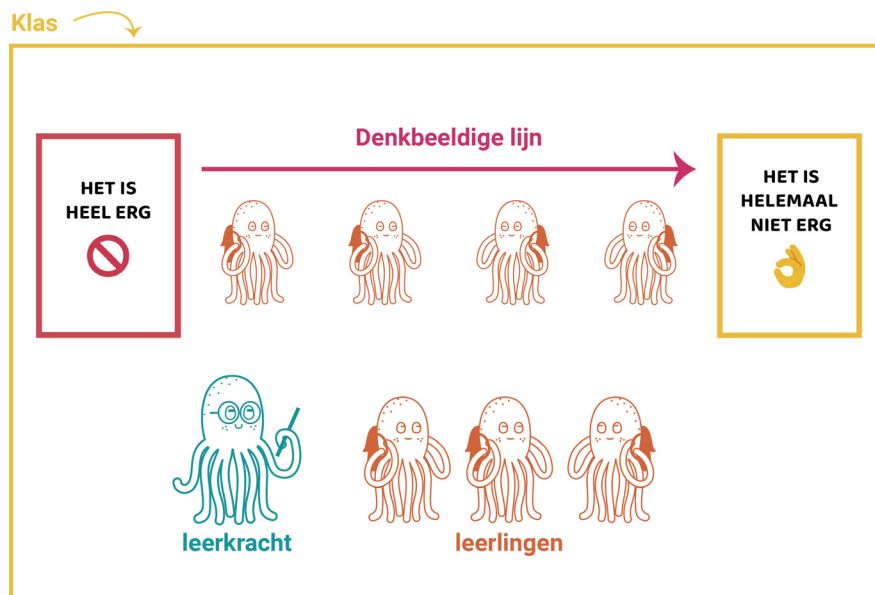 Klas
Denkbeeldige lijn
HET IS
HEEL ERG
HET IS
HELEMAAL
NIET ERG
leerkracht
leerlingen